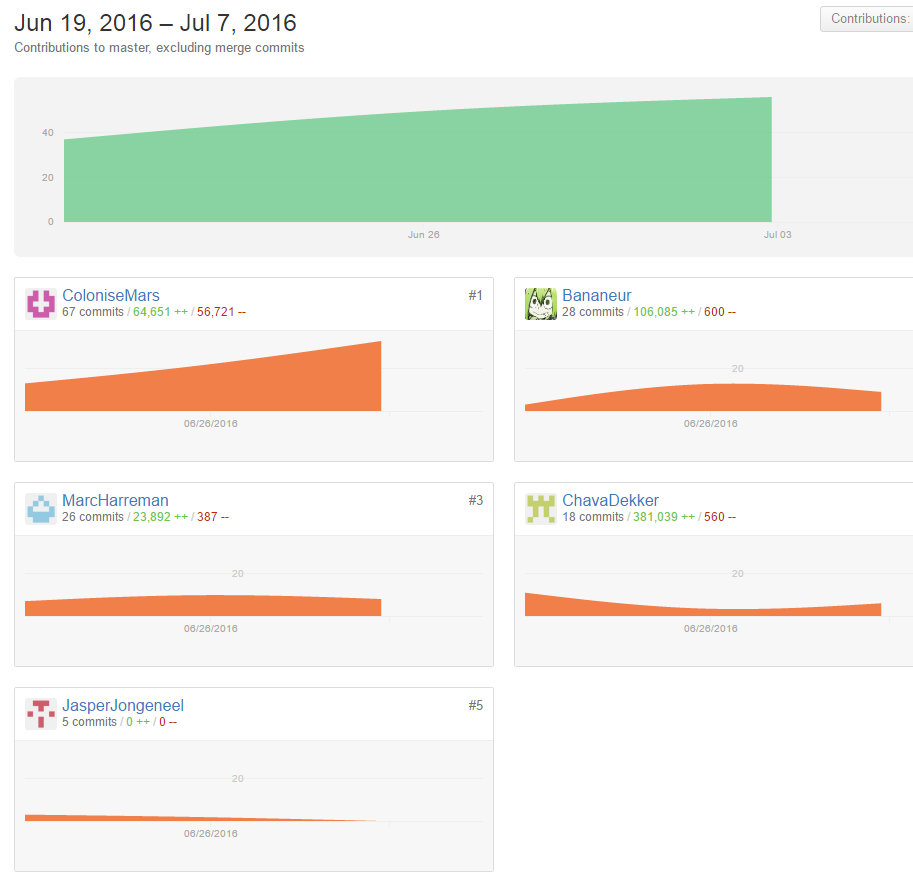 Jun 19, 2016 – Jul 7, 2016
Contributions:
Contributions to master, excluding merge commits
40
20
0
Jun 26
Jul 03
ColoniseMars
#1
67 commits / 64,651 ++ / 56,721 --
06/26/2016
Bananeur
28 commits / 106,085 ++ / 600 --
20
06/26/2016
MarcHarreman
#3
26 commits / 23,892 ++ / 387 --
20
06/26/2016
ChavaDekker
18 commits / 381,039 ++ / 560 --
20
06/26/2016
JasperJongeneel
#5
5 commits / 0 ++ / 0 --
20
06/26/2016